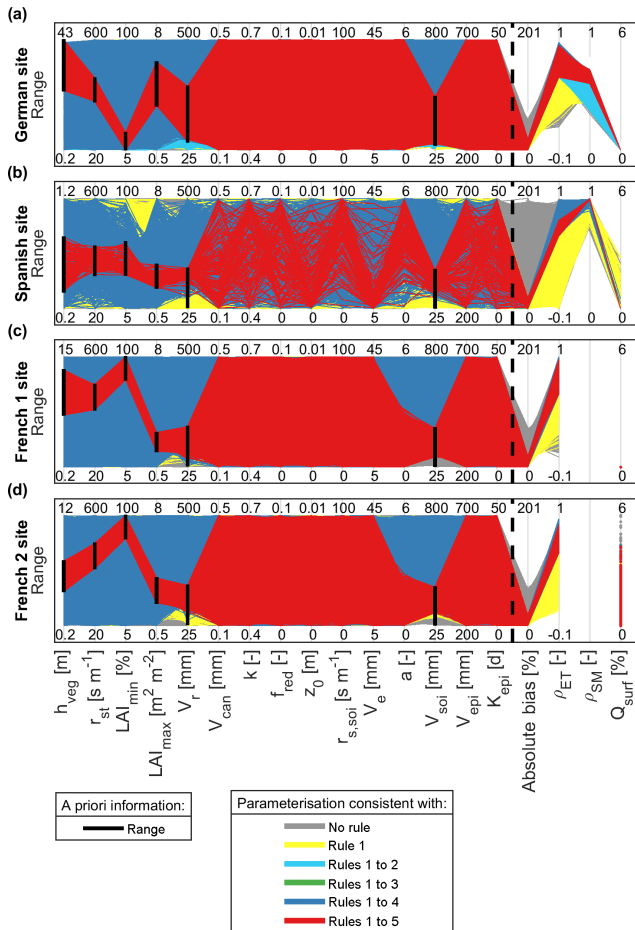 (a)
43 600 100 8 500 0.5 0.7 0.1 0.1 100 45 6 800 700 50 201 1 1 6
German site
Range
0.2 20 5 0.5 25 0.1 0.4 0 0 0 5 0 25 200 0 0 -0.1 0 0
(b)
1.2 600 100 8 500 0.5 0.7 0.1 0.01 100 45 6 800 700 50 201 1 1 6
Spanish site
Range
0.2 20 5 0.5 25 0.1 0.4 0 0 0 5 0 25 200 0 0 -0.1 0 0
(c)
15 600 100 8 500 0.5 0.7 0.1 0.01 100 45 6 800 700 50 201 1 1 6
French 1 site
Range
0.2 20 5 0.5 25 0.1 0.4 0 0 0 5 0 25 200 0 0 -0.1 0 0
(d)
12 600 100 8 500 0.5 0.7 0.1 0.01 100 45 6 800 700 50 201 1 1 6
French 2 site
Range
0.2 20 5 0.5 25 0.1 0.4 0 0 0 5 0 25 200 0 0 -0.1 0 0
h_veg [m]
r_st [s m⁻¹]
LAI_min [%]
LAI_max [m² m⁻²]
V_r [mm]
V_can [mm]
k [-]
f_red [-]
z_0 [m]
r_s,soi [s m⁻¹]
V_e [mm]
a [-]
V_soi [mm]
V_epi [mm]
K_epi [d]
Absolute bias [%]
ρ_ET [-]
ρ_SM [-]
Q_surf [%]
A priori information:
Range
Parameterisation consistent with:
No rule
Rule 1
Rules 1 to 2
Rules 1 to 3
Rules 1 to 4
Rules 1 to 5